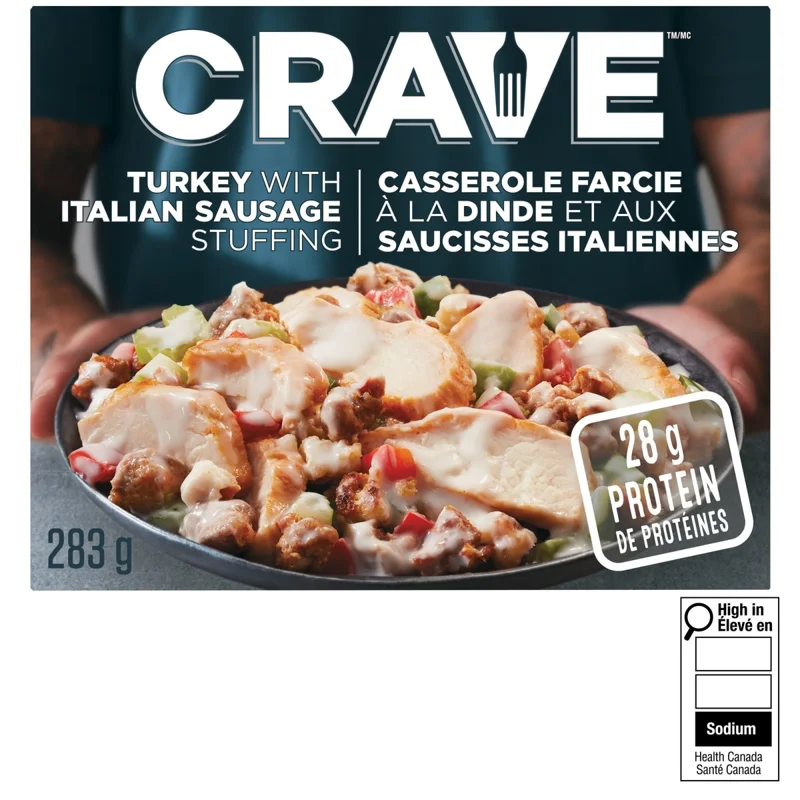 CRAVE TM/MC
TURKEY WITH
ITALIAN SAUSAGE
STUFFING
CASSEROLE FARCIE
À LA DINDE ET AUX
SAUCISSES ITALIENNES
28 g
PROTEIN
DE PROTÉINES
283 g
High in
Élevé en
Sodium
Health Canada
Santé Canada